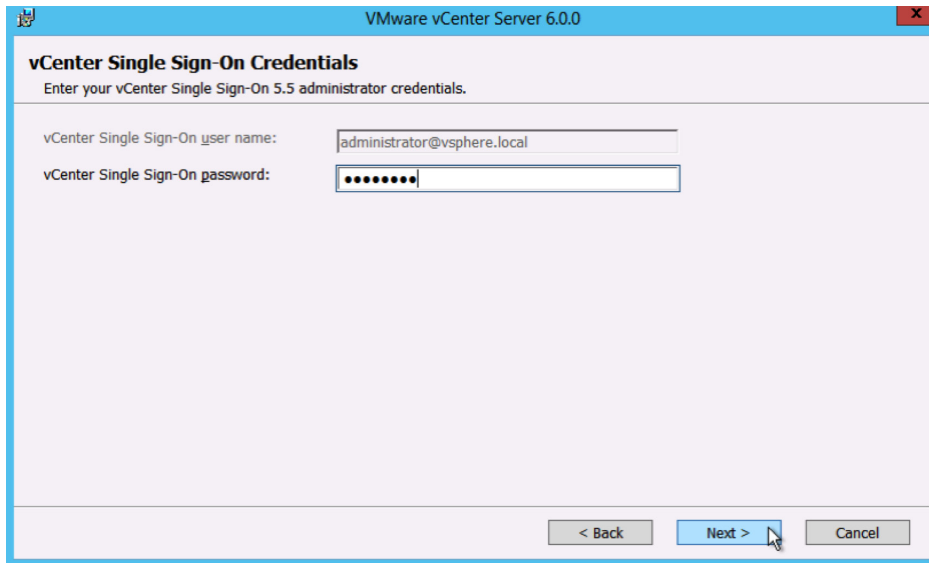 VMware vCenter Server 6.0.0
x
vCenter Single Sign-On Credentials
Enter your vCenter Single Sign-On 5.5 administrator credentials.
vCenter Single Sign-On user name:
administrator@vsphere.local
vCenter Single Sign-On password:
●●●●●●●●
< Back
Next >
Cancel